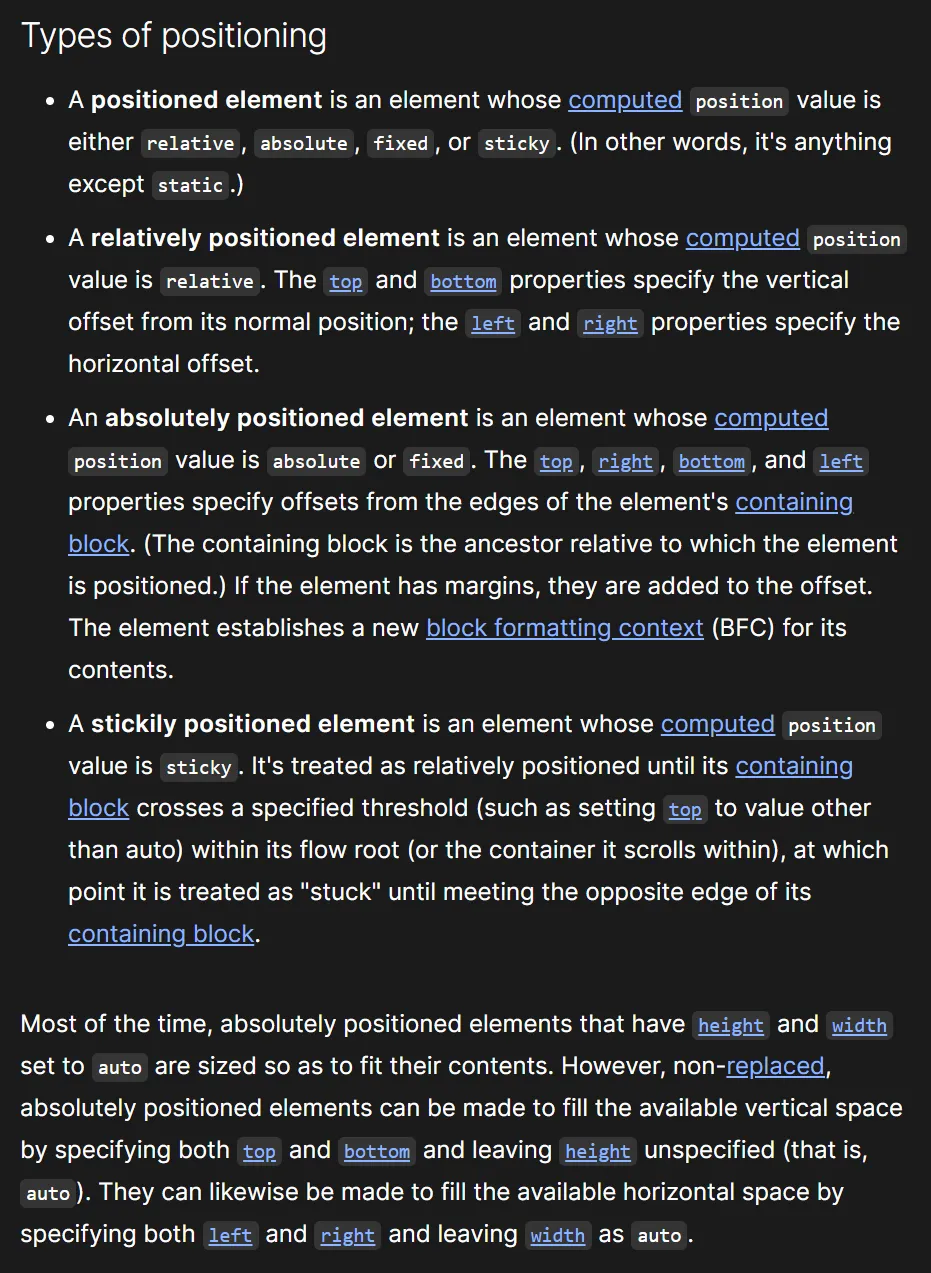 Types of positioning
• A positioned element is an element whose computed position value is
either relative, absolute, fixed, or sticky. (In other words, it's anything
except static.)
• A relatively positioned element is an element whose computed position
value is relative. The top and bottom properties specify the vertical
offset from its normal position; the left and right properties specify the
horizontal offset.
• An absolutely positioned element is an element whose computed
position value is absolute or fixed. The top, right, bottom, and left
properties specify offsets from the edges of the element's containing
block. (The containing block is the ancestor relative to which the element
is positioned.) If the element has margins, they are added to the offset.
The element establishes a new block formatting context (BFC) for its
contents.
• A stickily positioned element is an element whose computed position
value is sticky. It's treated as relatively positioned until its containing
block crosses a specified threshold (such as setting top to value other
than auto) within its flow root (or the container it scrolls within), at which
point it is treated as "stuck" until meeting the opposite edge of its
containing block.
Most of the time, absolutely positioned elements that have height and width
set to auto are sized so as to fit their contents. However, non-replaced,
absolutely positioned elements can be made to fill the available vertical space
by specifying both top and bottom and leaving height unspecified (that is,
auto). They can likewise be made to fill the available horizontal space by
specifying both left and right and leaving width as auto.